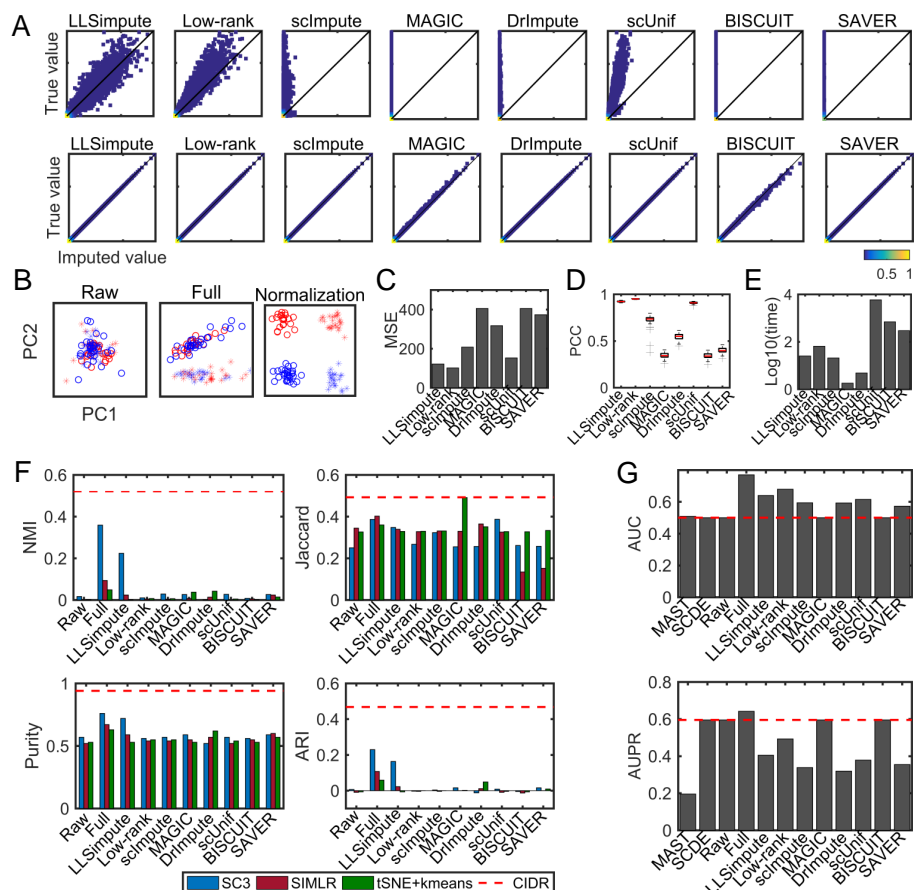 A
LLSimpute Low-rank scImpute MAGIC DrImpute scUnif BISCUIT SAVER
True value
LLSimpute Low-rank scImpute MAGIC DrImpute scUnif BISCUIT SAVER
True value
Imputed value
0.5 1
B
Raw Full Normalization
PC2
PC1
C
MSE
400
200
0
LLSimpute Low-rank scImpute MAGIC DrImpute scUnif BISCUIT SAVER
D
PCC
1
0.5
0
LLSimpute Low-rank scImpute MAGIC DrImpute scUnif BISCUIT SAVER
E
Log10(time)
4
2
0
LLSimpute Low-rank scImpute MAGIC DrImpute scUnif BISCUIT SAVER
F
NMI
0.6
0.4
0.2
0
Raw Full LLSimpute Low-rank scImpute MAGIC DrImpute scUnif BISCUIT SAVER
Jaccard
0.6
0.4
0.2
0
Raw Full LLSimpute Low-rank scImpute MAGIC DrImpute scUnif BISCUIT SAVER
Purity
1
0.5
0
Raw Full LLSimpute Low-rank scImpute MAGIC DrImpute scUnif BISCUIT SAVER
ARI
0.6
0.4
0.2
0
Raw Full LLSimpute Low-rank scImpute MAGIC DrImpute scUnif BISCUIT SAVER
SC3 SIMLR tSNE+kmeans CIDR
G
AUC
0.6
0.4
0.2
0
MAST SCDE Raw Full LLSimpute Low-rank scImpute MAGIC DrImpute scUnif BISCUIT SAVER
AUPR
0.8
0.6
0.4
0.2
0
MAST SCDE Raw Full LLSimpute Low-rank scImpute MAGIC DrImpute scUnif BISCUIT SAVER